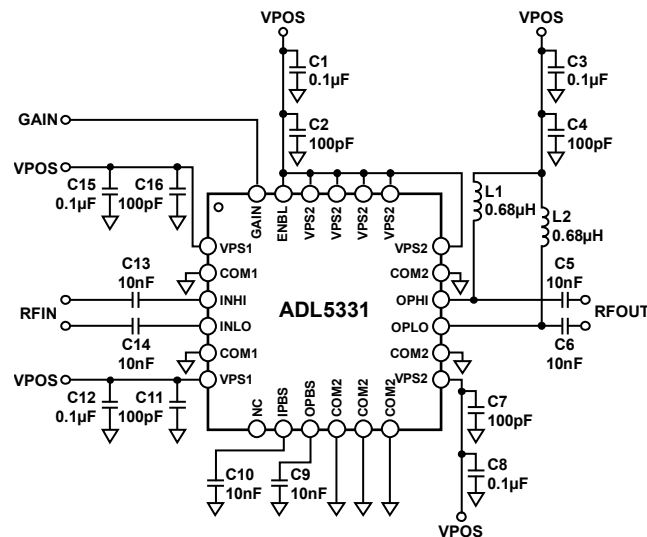 VPOS
VPOS
C1
0.1µF
C3
0.1µF
GAIN
C2
100pF
C4
100pF
VPOS
C15
0.1µF
C16
100pF
L1
0.68µH
L2
0.68µH
GAIN
ENBL
VPS2
VPS2
VPS2
VPS2
VPS1
VPS2
C13
10nF
COM1
COM2
C5
10nF
RFIN
INHI
ADL5331
OPHI
RFOUT
INLO
OPLO
C14
10nF
COM1
COM2
C6
10nF
VPOS
VPS1
VPS2
C12
0.1µF
C11
100pF
NC
IPBS
OPBS
COM2
COM2
COM2
C7
100pF
C10
10nF
C9
10nF
C8
0.1µF
VPOS